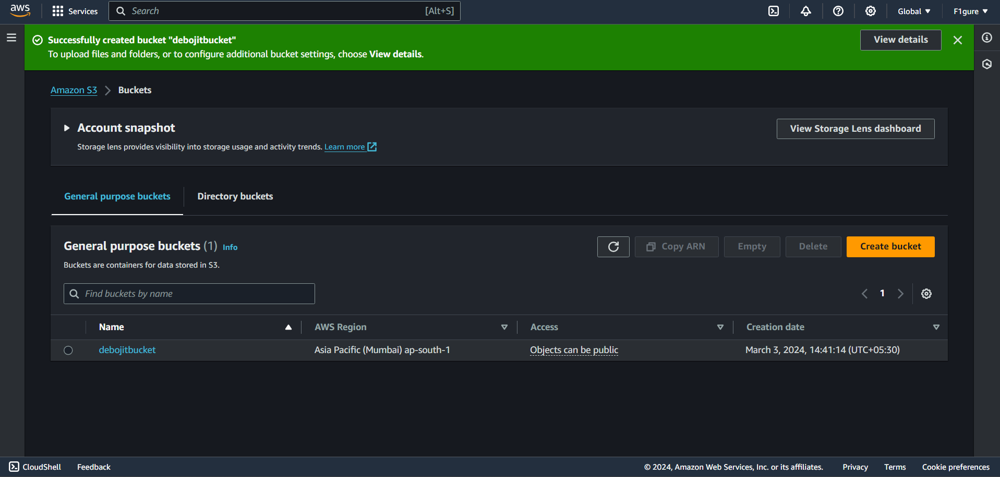 aws Services Search [Alt+S] Global F1gure
Successfully created bucket "debojitbucket" View details
To upload files and folders, or to configure additional bucket settings, choose View details.
Amazon S3 Buckets
Account snapshot View Storage Lens dashboard
Storage lens provides visibility into storage usage and activity trends. Learn more
General purpose buckets Directory buckets
General purpose buckets (1) Info Copy ARN Empty Delete Create bucket
Buckets are containers for data stored in S3.
Find buckets by name 1
Name AWS Region Access Creation date
debojitbucket Asia Pacific (Mumbai) ap-south-1 Objects can be public March 3, 2024, 14:41:14 (UTC+05:30)
CloudShell Feedback © 2024, Amazon Web Services, Inc. or its affiliates. Privacy Terms Cookie preferences